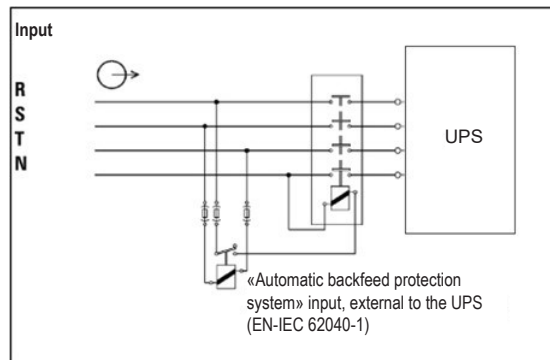 Input
R
S
T
N
UPS
«Automatic backfeed protection
system» input, external to the UPS
(EN-IEC 62040-1)